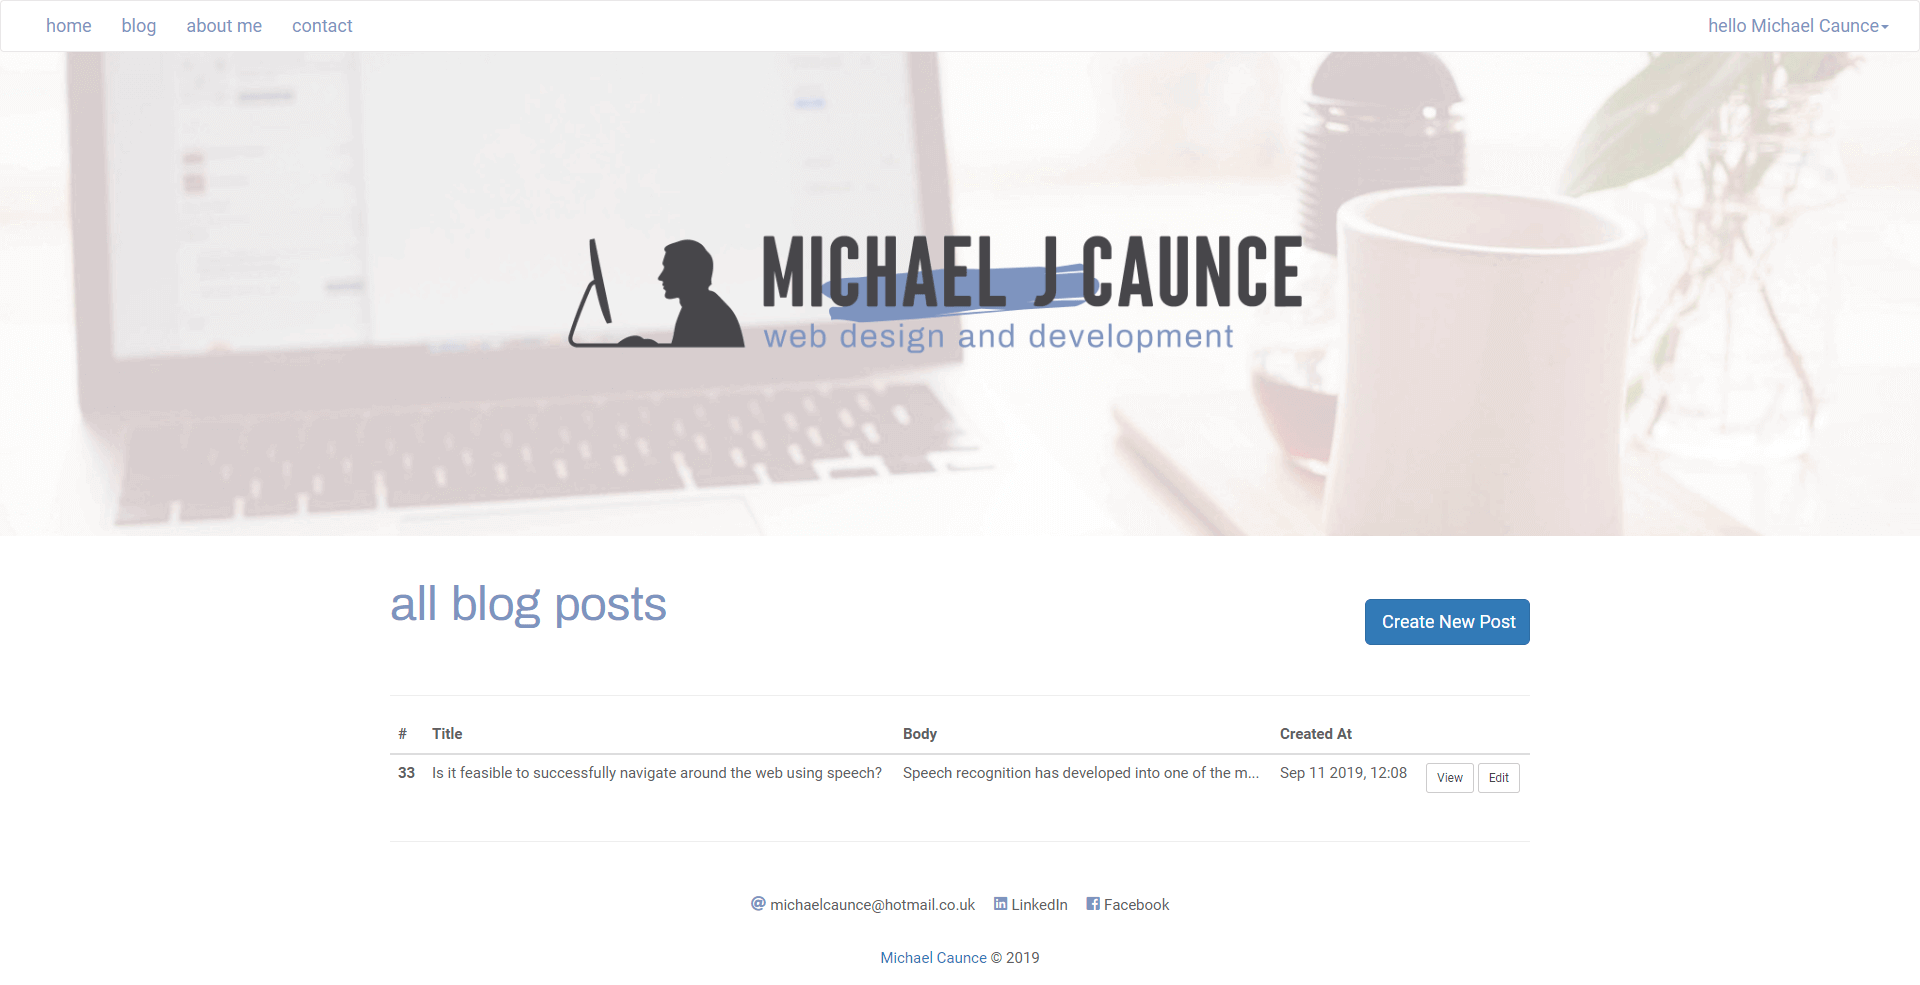 home blog about me contact hello Michael Caunce
MICHAEL J CAUNCE
web design and development
all blog posts
Create New Post
# Title Body Created At
33 Is it feasible to successfully navigate around the web using speech? Speech recognition has developed into one of the m... Sep 11 2019, 12:08 View Edit
michaelcaunce@hotmail.co.uk LinkedIn Facebook
Michael Caunce © 2019